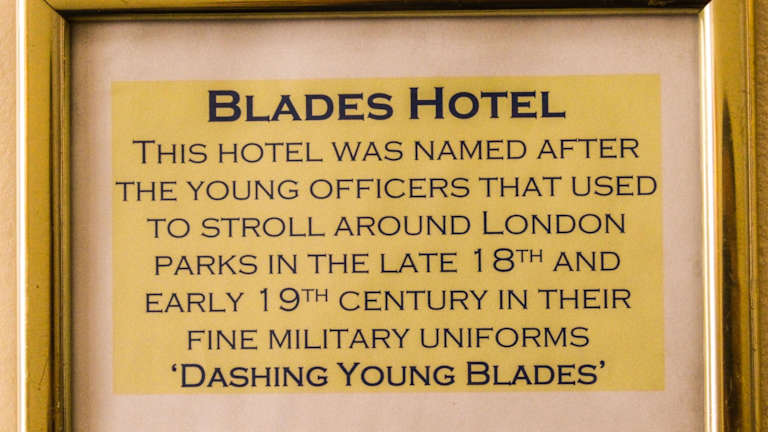 Blades Hotel
This hotel was named after
the young officers that used
to stroll around London
parks in the late 18th and
early 19th century in their
fine military uniforms
‘Dashing Young Blades’